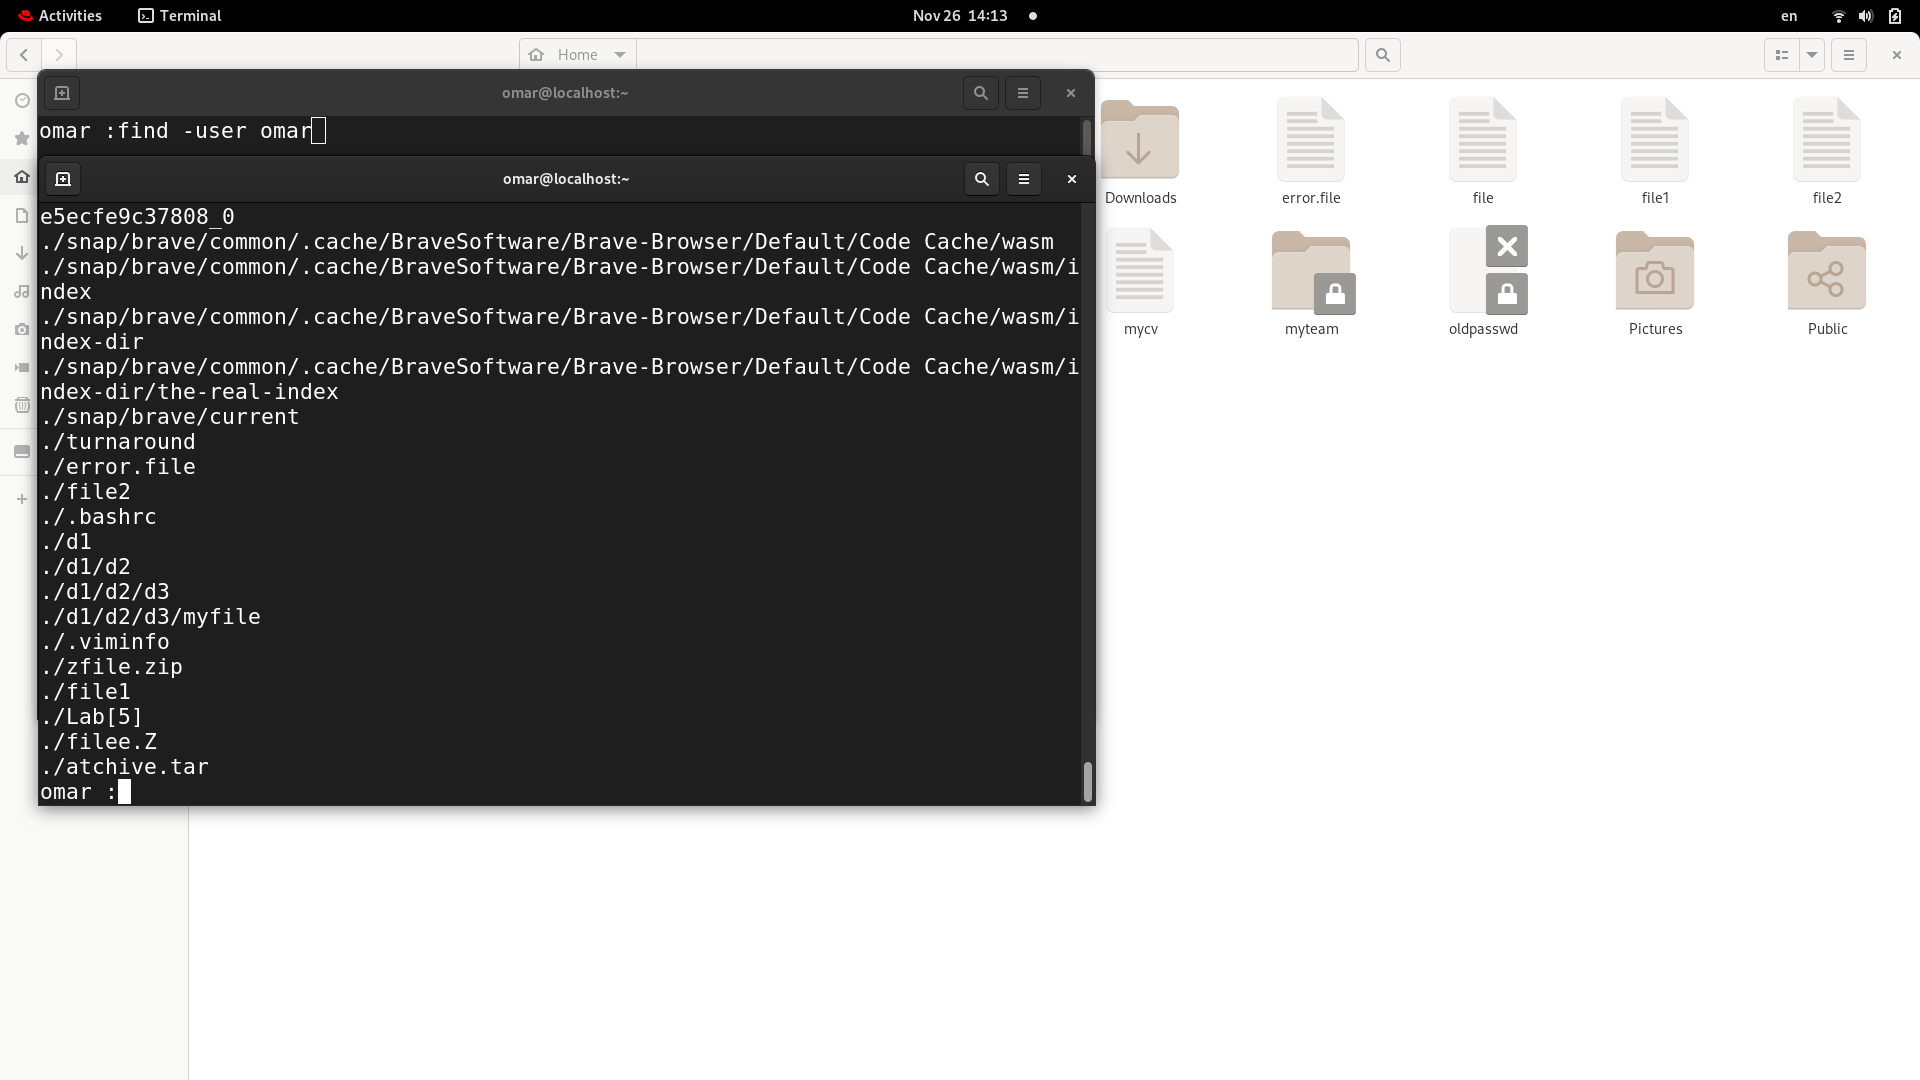 Activities
Terminal
Nov 26 14:13
en
Home
omar@localhost:~
omar :find -user omar
omar@localhost:~
e5ecfe9c37808_0
./snap/brave/common/.cache/BraveSoftware/Brave-Browser/Default/Code Cache/wasm
./snap/brave/common/.cache/BraveSoftware/Brave-Browser/Default/Code Cache/wasm/i
ndex
./snap/brave/common/.cache/BraveSoftware/Brave-Browser/Default/Code Cache/wasm/i
ndex-dir
./snap/brave/common/.cache/BraveSoftware/Brave-Browser/Default/Code Cache/wasm/i
ndex-dir/the-real-index
./snap/brave/current
./turnaround
./error.file
./file2
./.bashrc
./d1
./d1/d2
./d1/d2/d3
./d1/d2/d3/myfile
./.viminfo
./zfile.zip
./file1
./Lab[5]
./filee.Z
./atchive.tar
omar :
Downloads
error.file
file
file1
file2
mycv
myteam
oldpasswd
Pictures
Public